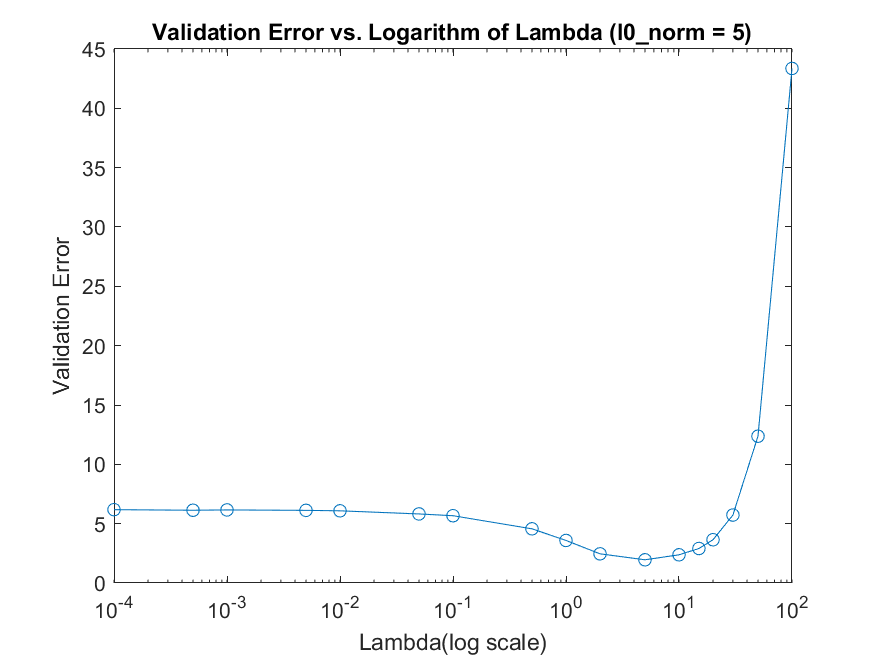 Validation Error vs. Logarithm of Lambda (l0_norm = 5)
45
40
35
30
25
20
15
10
5
0
Validation Error
10^-4 10^-3 10^-2 10^-1 10^0 10^1 10^2
Lambda(log scale)